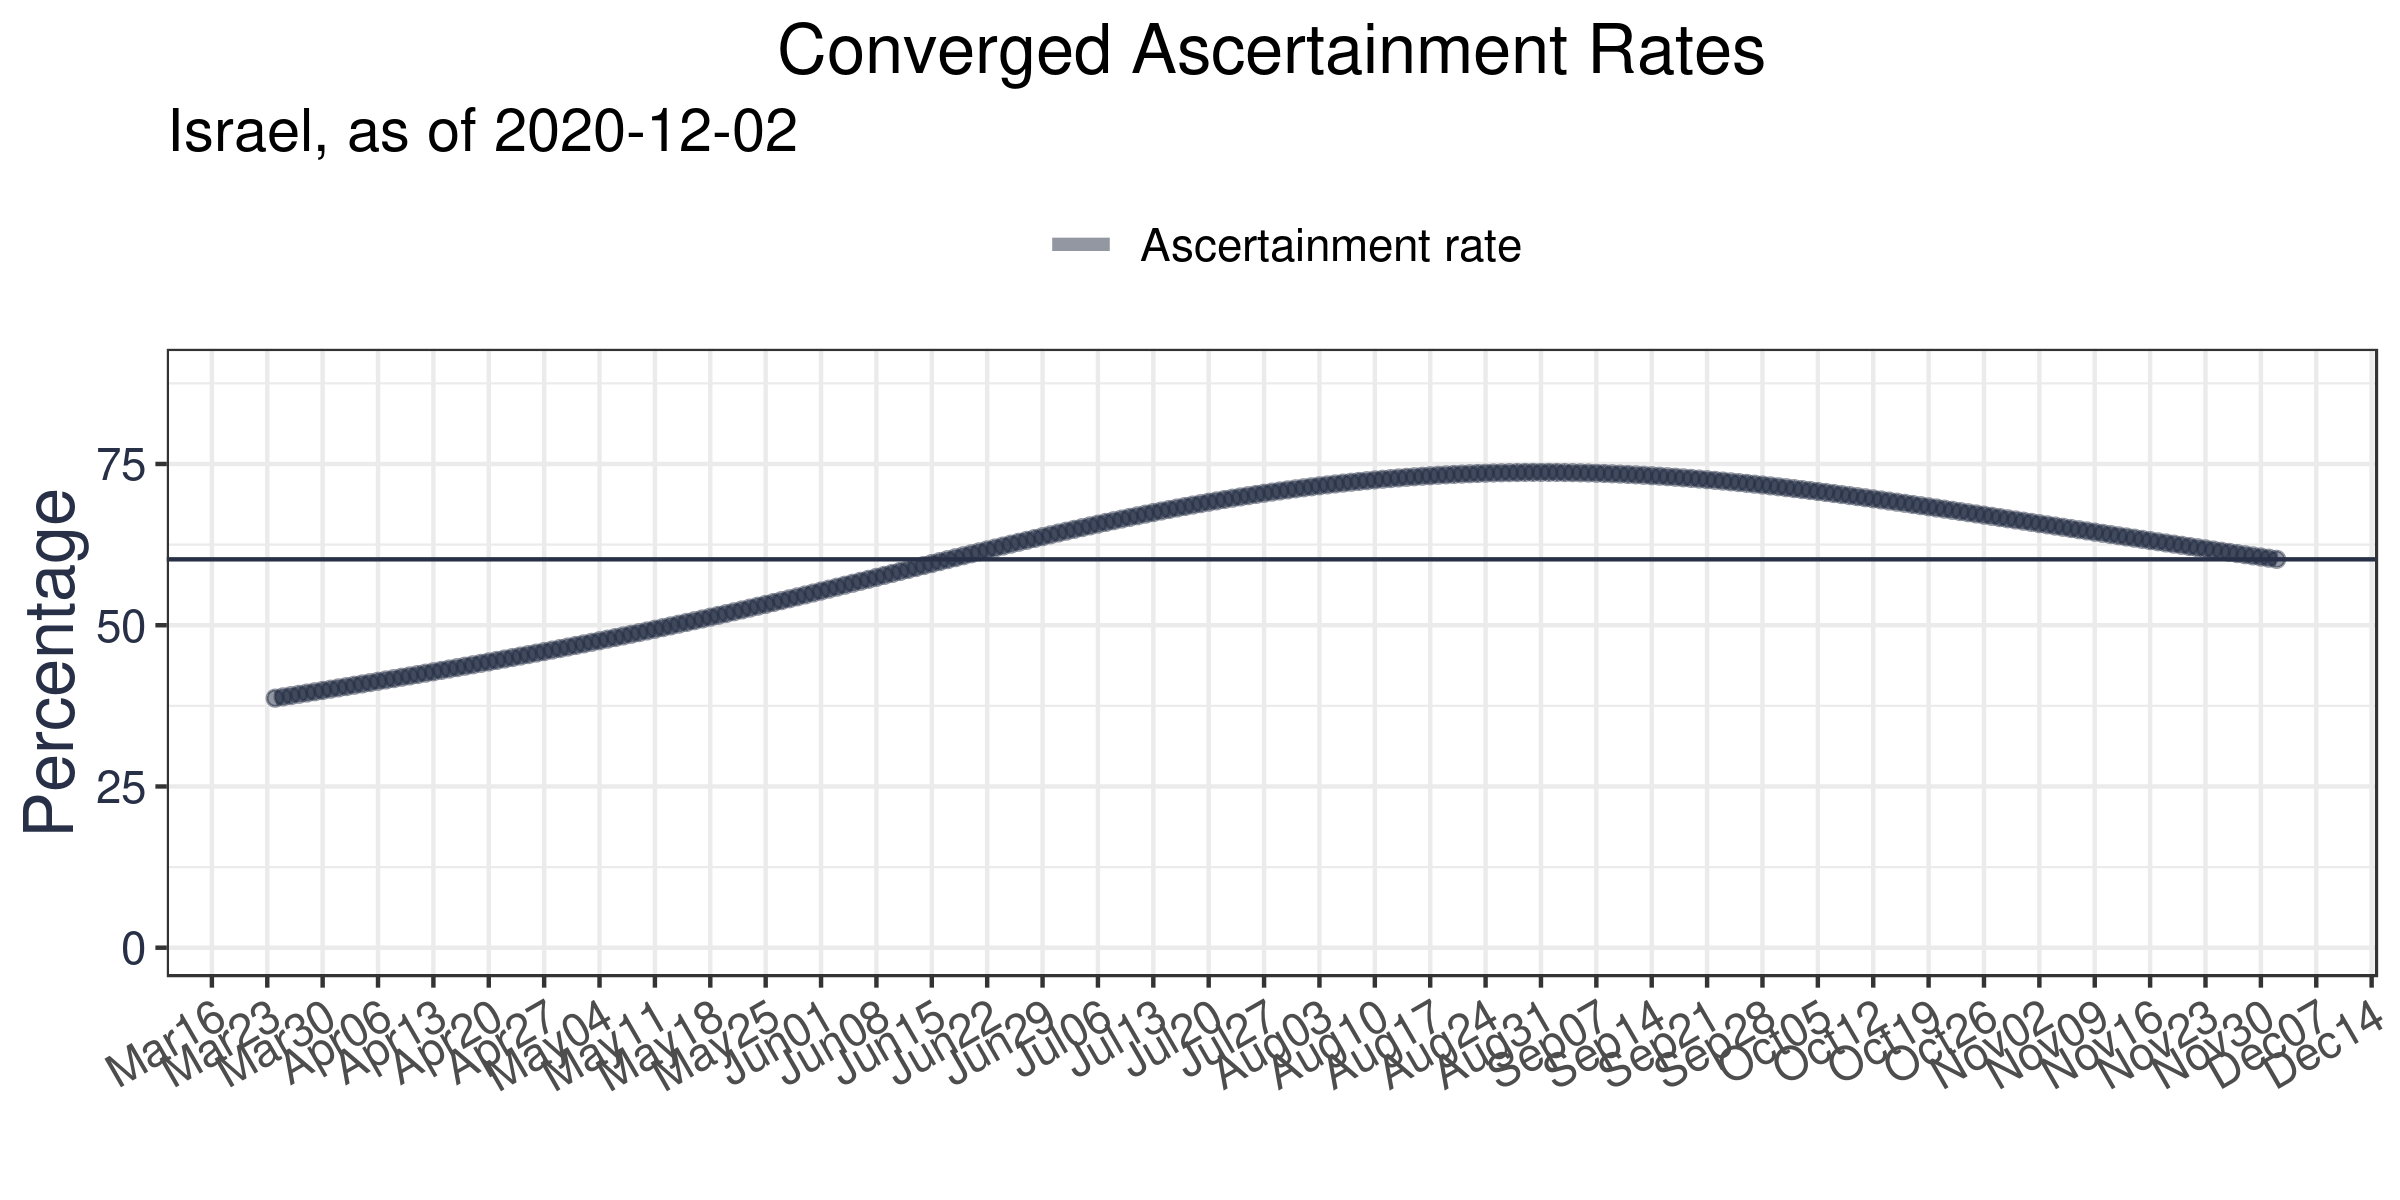 Converged Ascertainment Rates
Israel, as of 2020-12-02
Ascertainment rate
Percentage
75
50
25
0
Mar16 Mar23 Mar30 Apr06 Apr13 Apr20 Apr27 May04 May11 May18 May25 Jun01 Jun08 Jun15 Jun22 Jun29 Jul06 Jul13 Jul20 Jul27 Aug03 Aug10 Aug17 Aug24 Aug31 Sep07 Sep14 Sep21 Sep28 Oct05 Oct12 Oct19 Oct26 Nov02 Nov09 Nov16 Nov23 Nov30 Dec07 Dec14